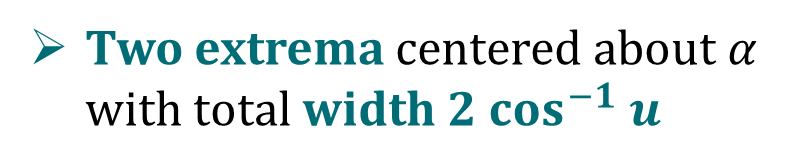 ➢ Two extrema centered about α
with total width 2 cos⁻¹ u